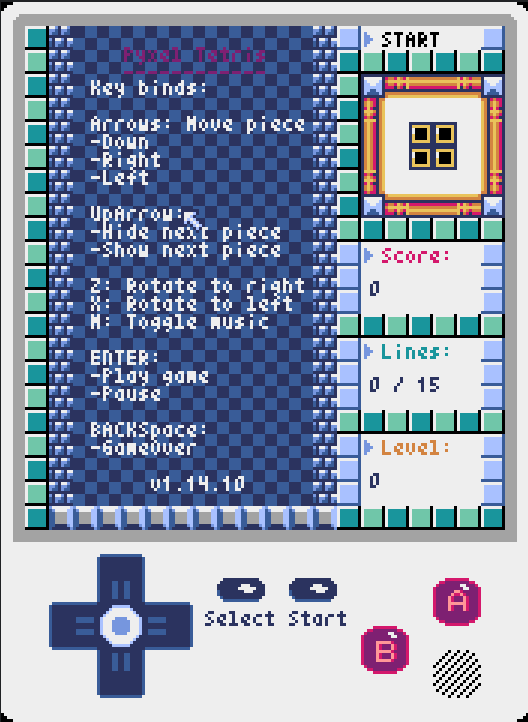 Pyxel Tetris
Key binds:
Arrows: Move piece
-Down
-Right
-Left
UpArrow:
-Hide next piece
-Show next piece
Z: Rotate to right
X: Rotate to left
M: Toggle music
ENTER:
-Play game
-Pause
BACKSpace:
-GameOver
v1.14.10
START
Score:
0
Lines:
0 / 15
Level:
0
Select Start
A
B